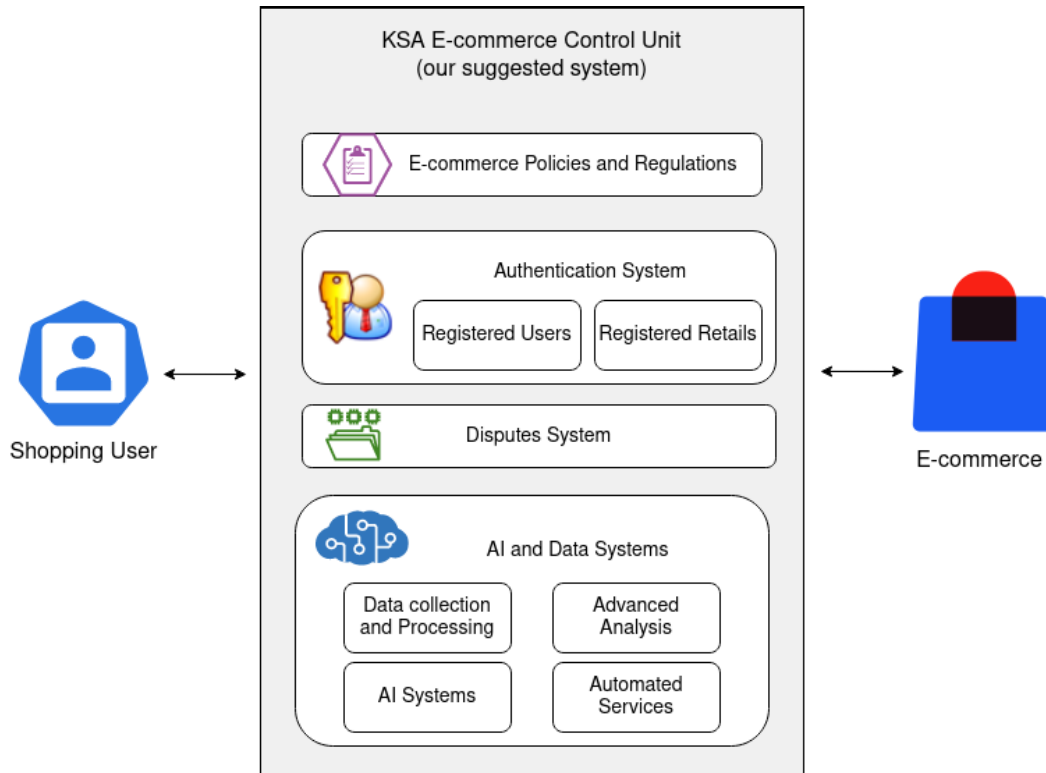 KSA E-commerce Control Unit
(our suggested system)
E-commerce Policies and Regulations
Authentication System
Registered Users
Registered Retails
Shopping User
Disputes System
E-commerce
AI and Data Systems
Data collection
and Processing
Advanced
Analysis
AI Systems
Automated
Services